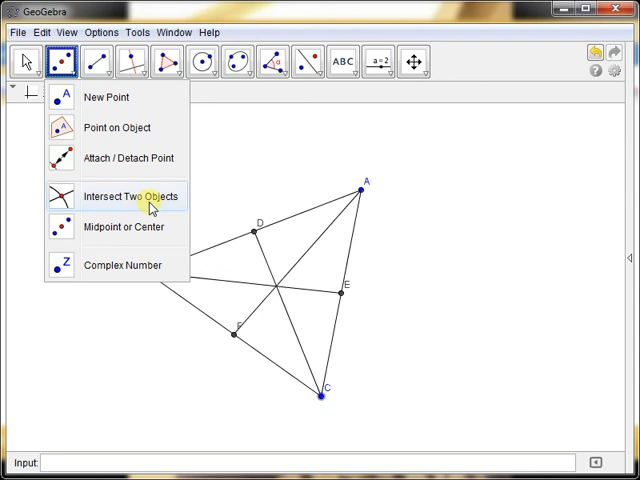 GeoGebra
File Edit View Options Tools Window Help
ABC
a = 2
New Point
Point on Object
Attach / Detach Point
Intersect Two Objects
Midpoint or Center
Complex Number
A
D
E
F
C
Input: